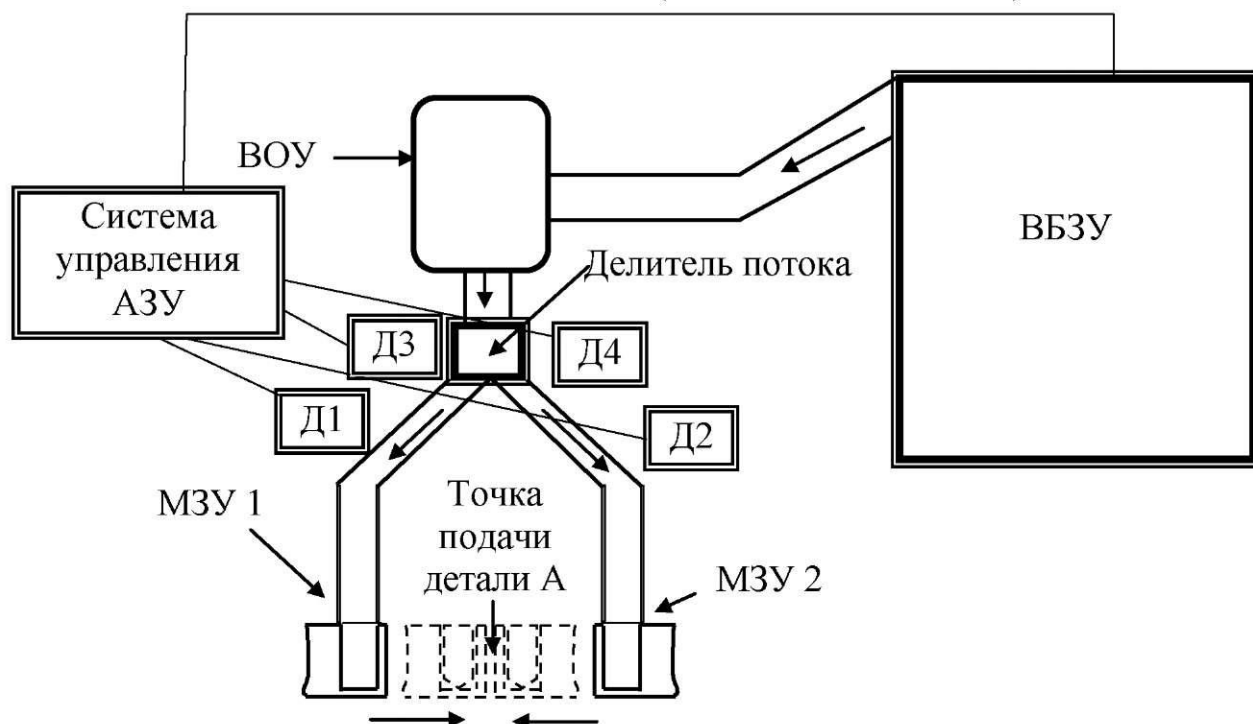 ВОУ
ВБЗУ
Система
управления
АЗУ
Делитель потока
Д3
Д4
Д1
Д2
МЗУ 1
Точка
подачи
детали А
МЗУ 2